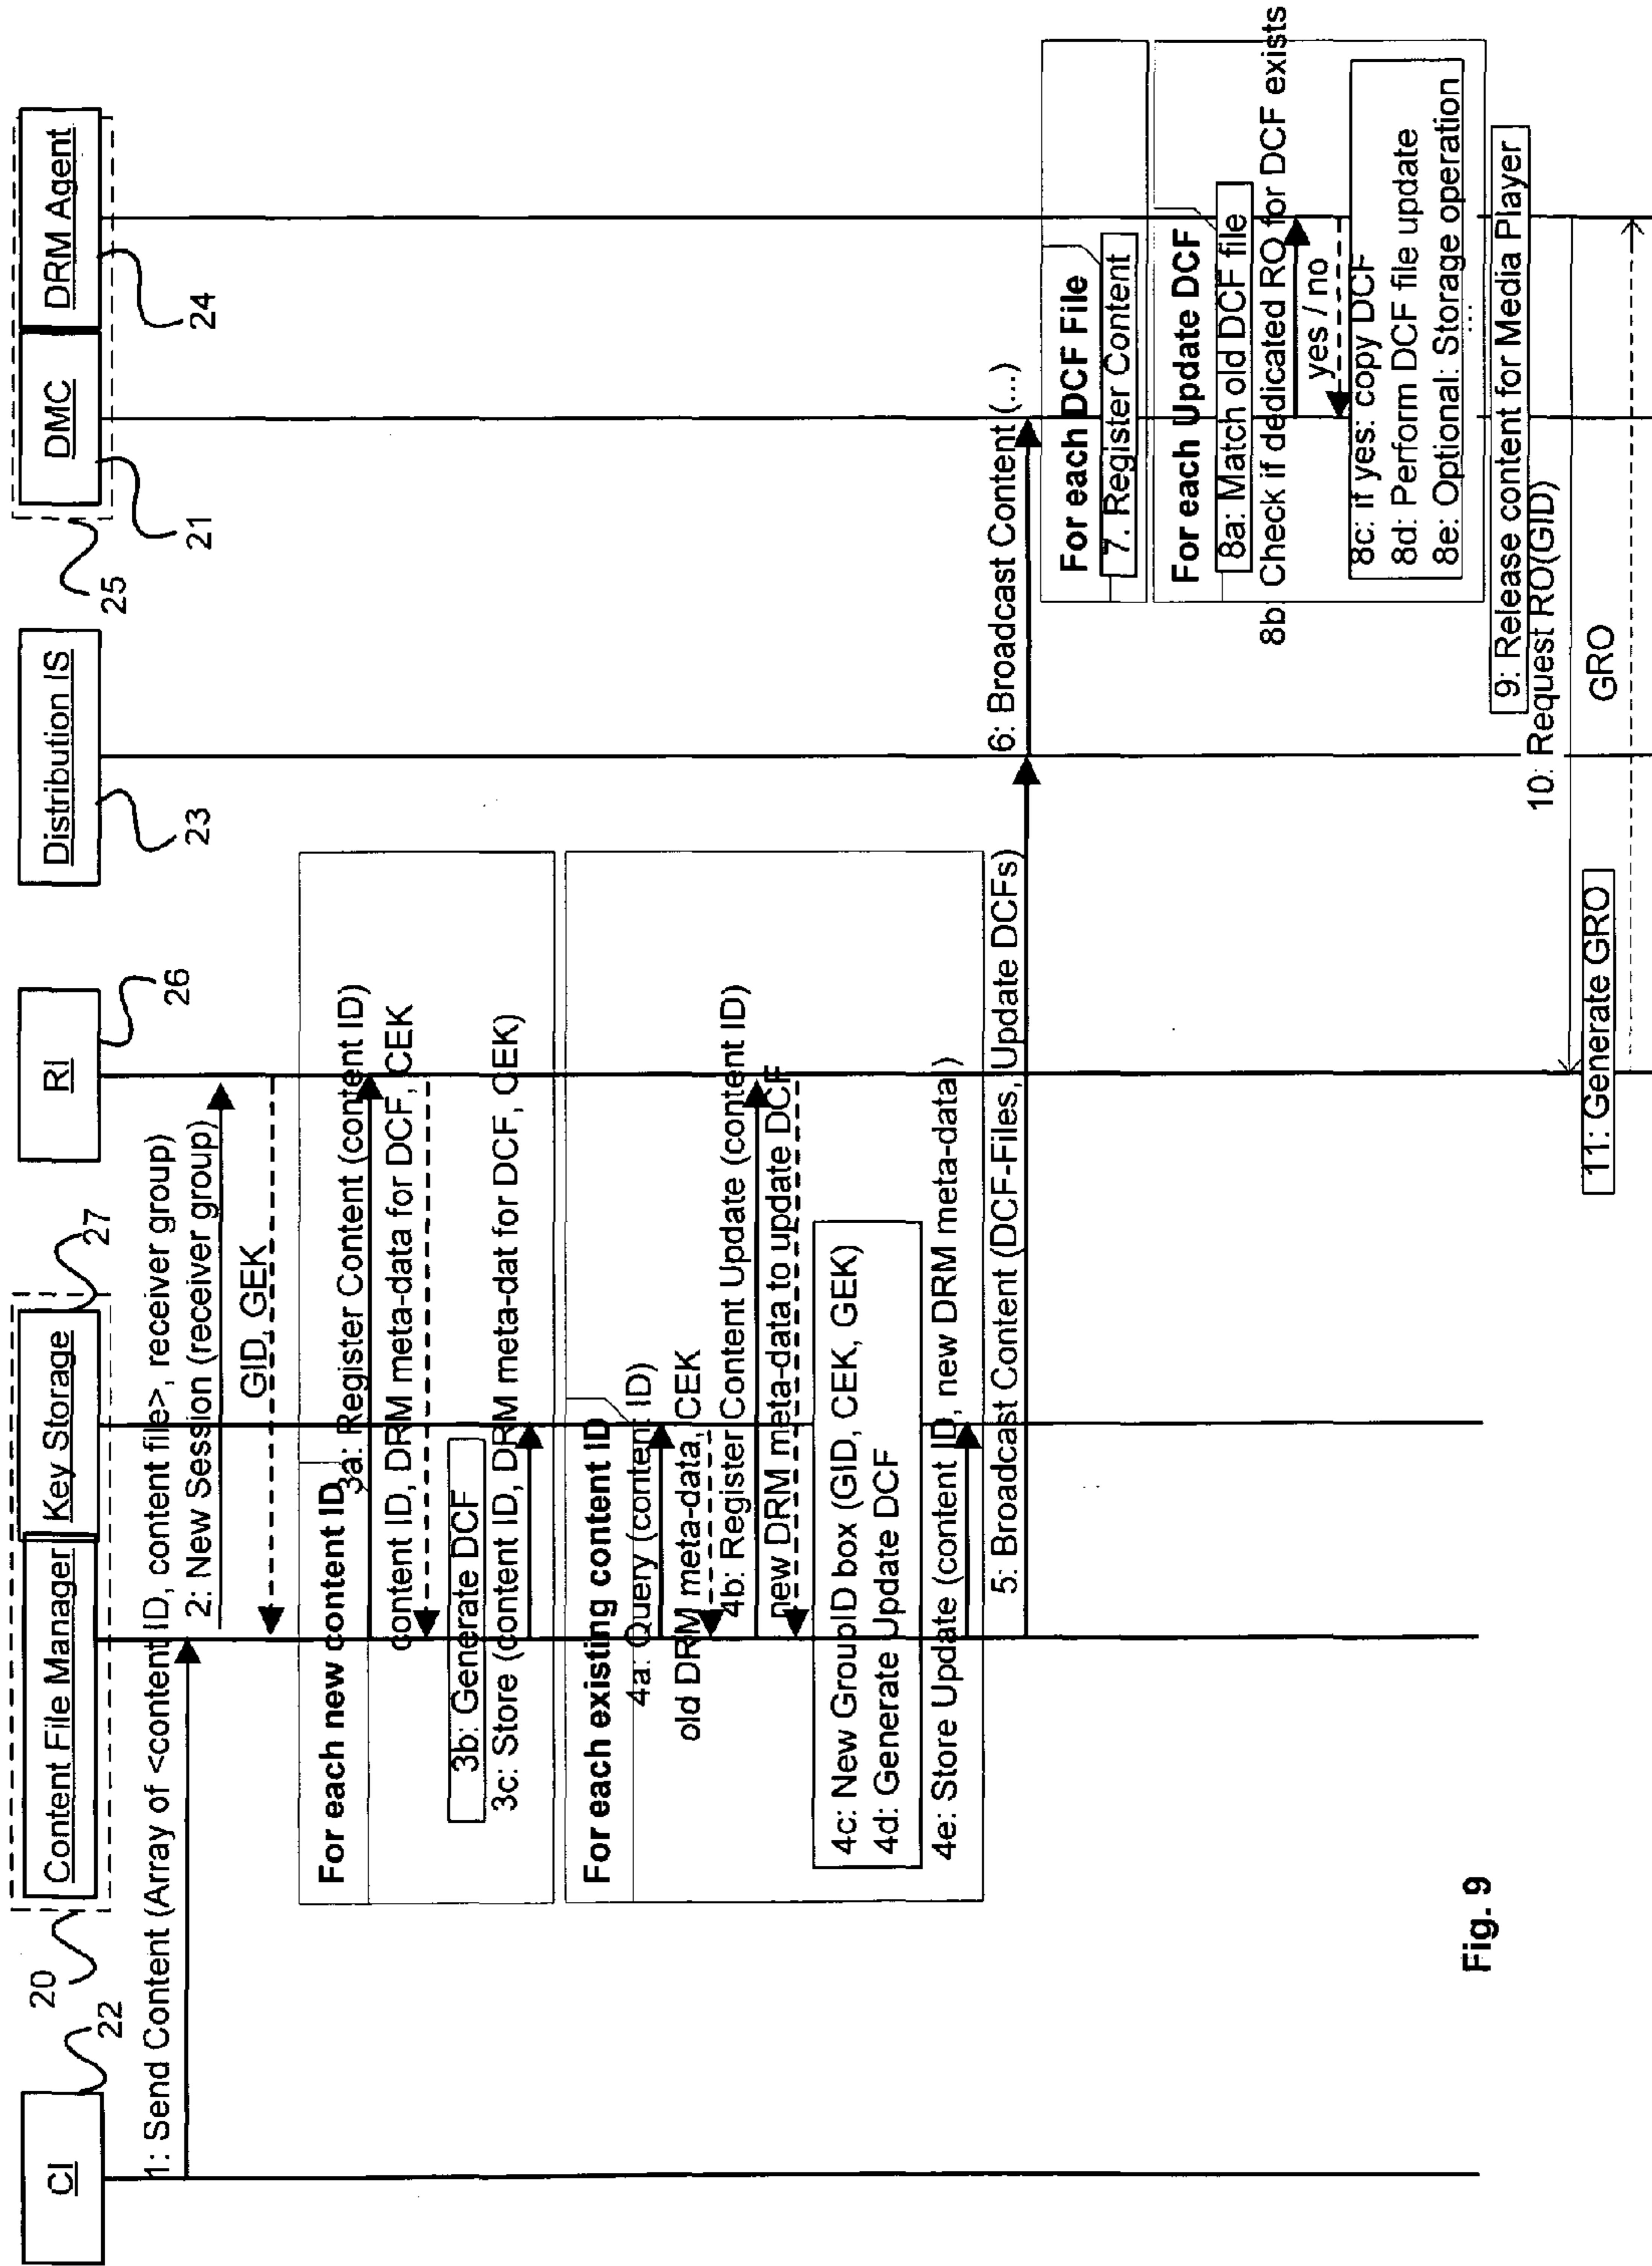 CI
22
20
Content File Manager
Key Storage
27
RI
26
Distribution IS
23
25
DMC
21
DRM Agent
24
1: Send Content (Array of <content ID, content file>, receiver group)
2: New Session (receiver group)
GID, GEK
For each new content ID
3a: Register Content (content ID)
content ID, DRM meta-data for DCF, CEK
3b: Generate DCF
3c: Store (content ID, DRM meta-dat for DCF, CEK)
For each existing content ID
4a: Query (content ID)
old DRM meta-data, CEK
4b: Register Content Update (content ID)
new DRM meta-data to update DCF
4c: New GroupID box (GID, CEK, GEK)
4d: Generate Update DCF
4e: Store Update (content ID, new DRM meta-data)
5: Broadcast Content (DCF-Files, Update DCFs)
6: Broadcast Content (...)
For each DCF File
7. Register Content
For each Update DCF
8a: Match old DCF file
8b: Check if dedicated RO for DCF exists
yes / no
8c: if yes: copy DCF
8d: Perform DCF file update
8e: Optional: Storage operation
...
9: Release content for Media Player
10: Request RO(GID)
11: Generate GRO
GRO
Fig. 9